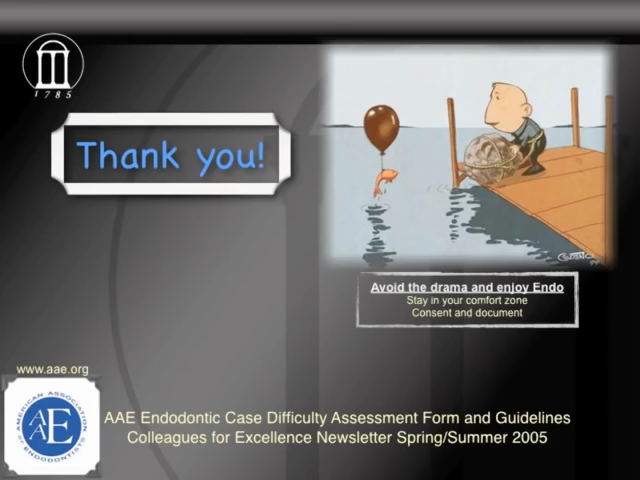 1785
Thank you!
Avoid the drama and enjoy Endo
Stay in your comfort zone
Consent and document
www.aae.org
AMERICAN ASSOCIATION
of ENDODONTISTS
AAE
AAE Endodontic Case Difficulty Assessment Form and Guidelines
Colleagues for Excellence Newsletter Spring/Summer 2005